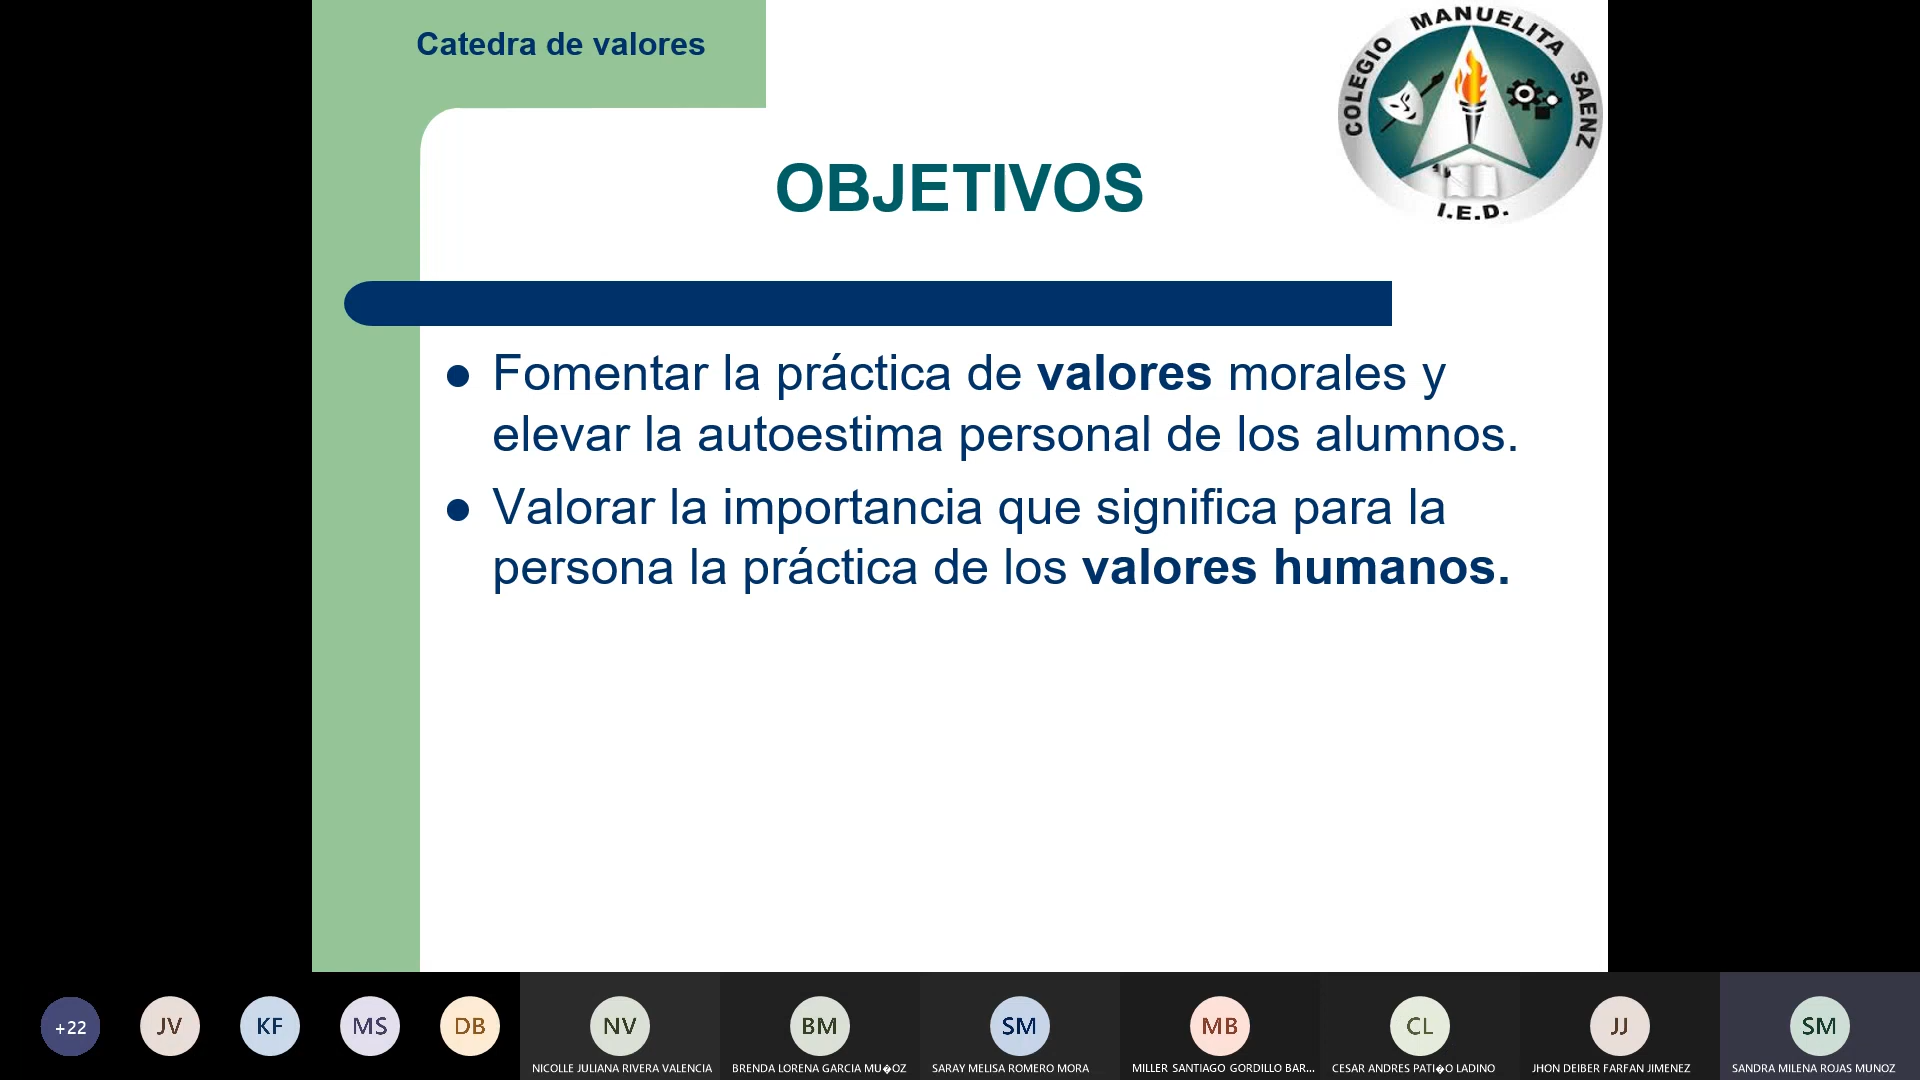 Catedra de valores
COLEGIO MANUELITA SAENZ
I.E.D.
OBJETIVOS
● Fomentar la práctica de valores morales y
elevar la autoestima personal de los alumnos.
● Valorar la importancia que significa para la
persona la práctica de los valores humanos.
+22
JV
KF
MS
DB
NV
NICOLLE JULIANA RIVERA VALENCIA
BM
BRENDA LORENA GARCIA MU�OZ
SM
SARAY MELISA ROMERO MORA
MB
MILLER SANTIAGO GORDILLO BAR...
CL
CESAR ANDRES PATI�O LADINO
JJ
JHON DEIBER FARFAN JIMENEZ
SM
SANDRA MILENA ROJAS MUNOZ